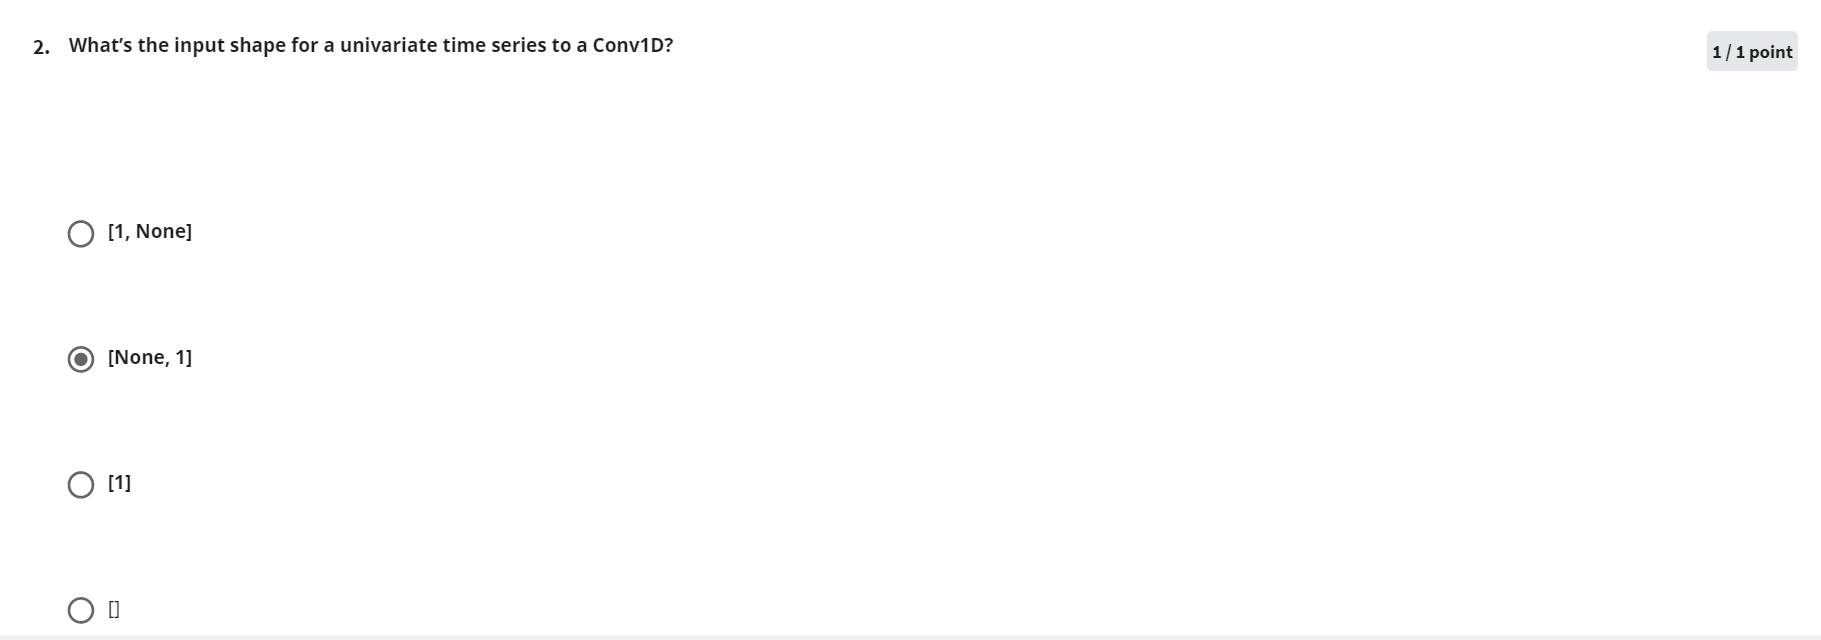 2. What’s the input shape for a univariate time series to a Conv1D?
1 / 1 point
[1, None]
[None, 1]
[1]
[]